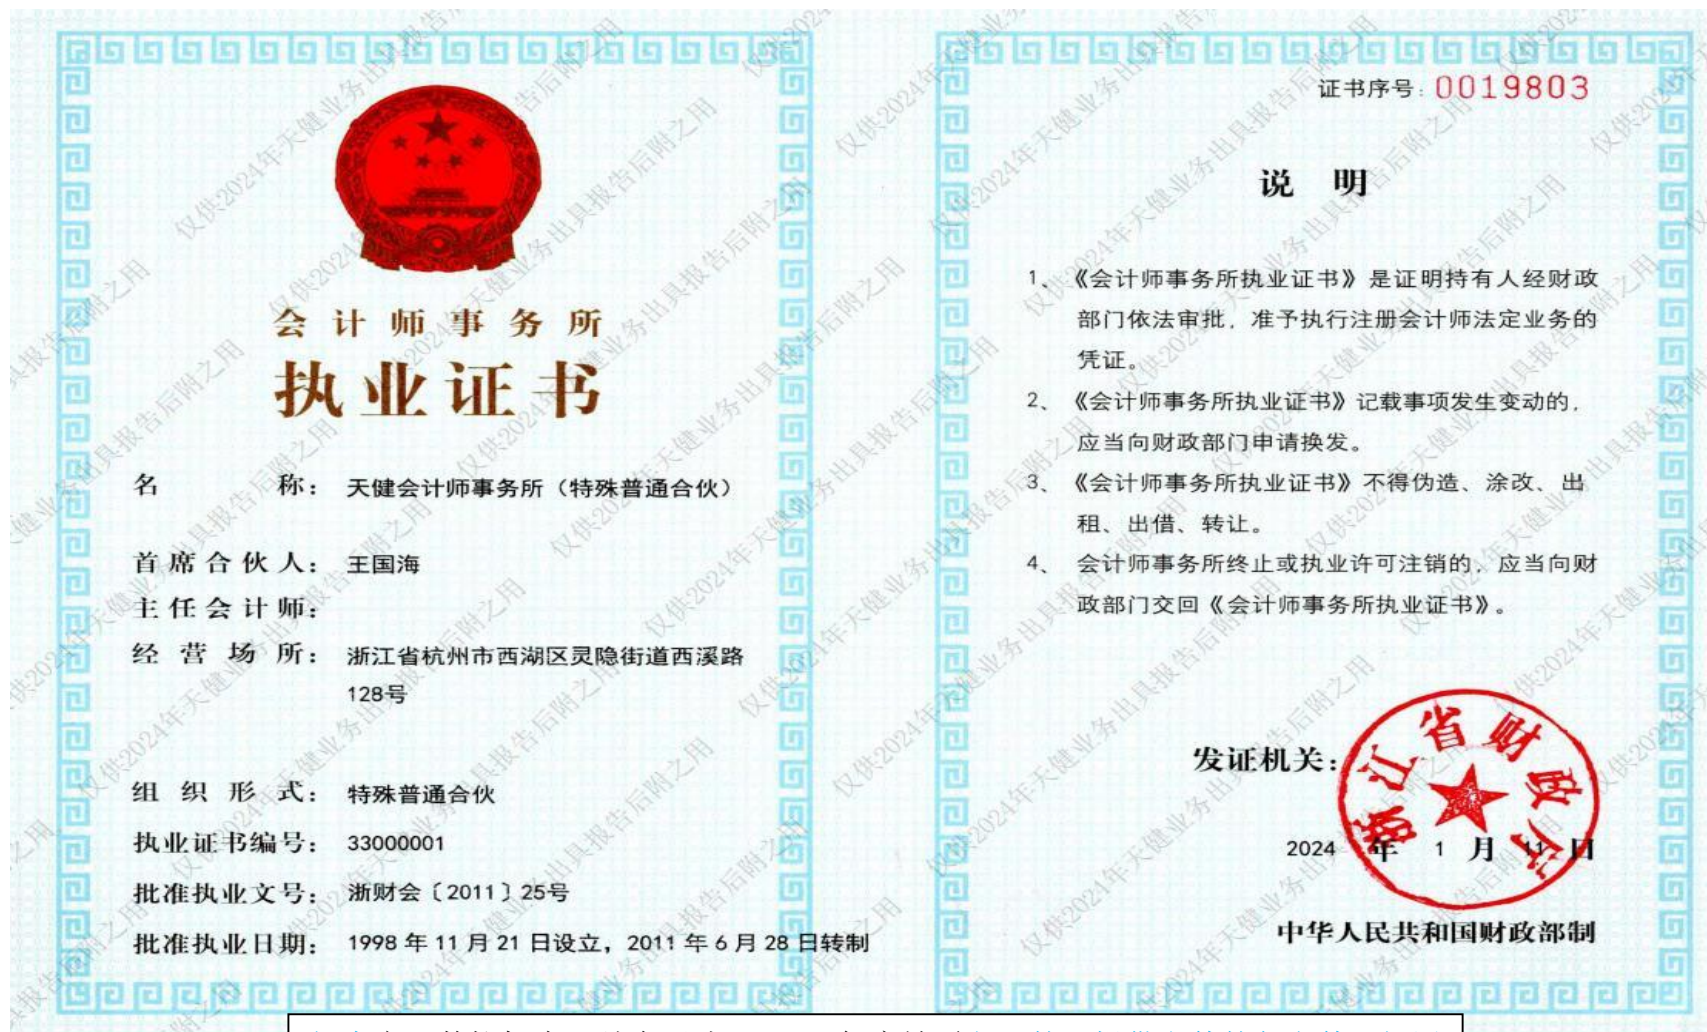 会计师事务所
执业证书
名 称： 天健会计师事务所（特殊普通合伙）
首席合伙人： 王国海
主任会计师：
经营场所： 浙江省杭州市西湖区灵隐街道西溪路
128号
组织形式： 特殊普通合伙
执业证书编号： 33000001
批准执业文号： 浙财会〔2011〕25号
批准执业日期： 1998 年 11 月 21 日设立，2011 年 6 月 28 日转制
证书序号：0019803
说 明
1、《会计师事务所执业证书》是证明持有人经财政
部门依法审批，准予执行注册会计师法定业务的
凭证。
2、《会计师事务所执业证书》记载事项发生变动的，
应当向财政部门申请换发。
3、《会计师事务所执业证书》不得伪造、涂改、出
租、出借、转让。
4、会计师事务所终止或执业许可注销的，应当向财
政部门交回《会计师事务所执业证书》。
发证机关：
浙江省财政厅
2024 年 1 月 11 日
中华人民共和国财政部制
仅供2024年天健业务出具报告后附之用